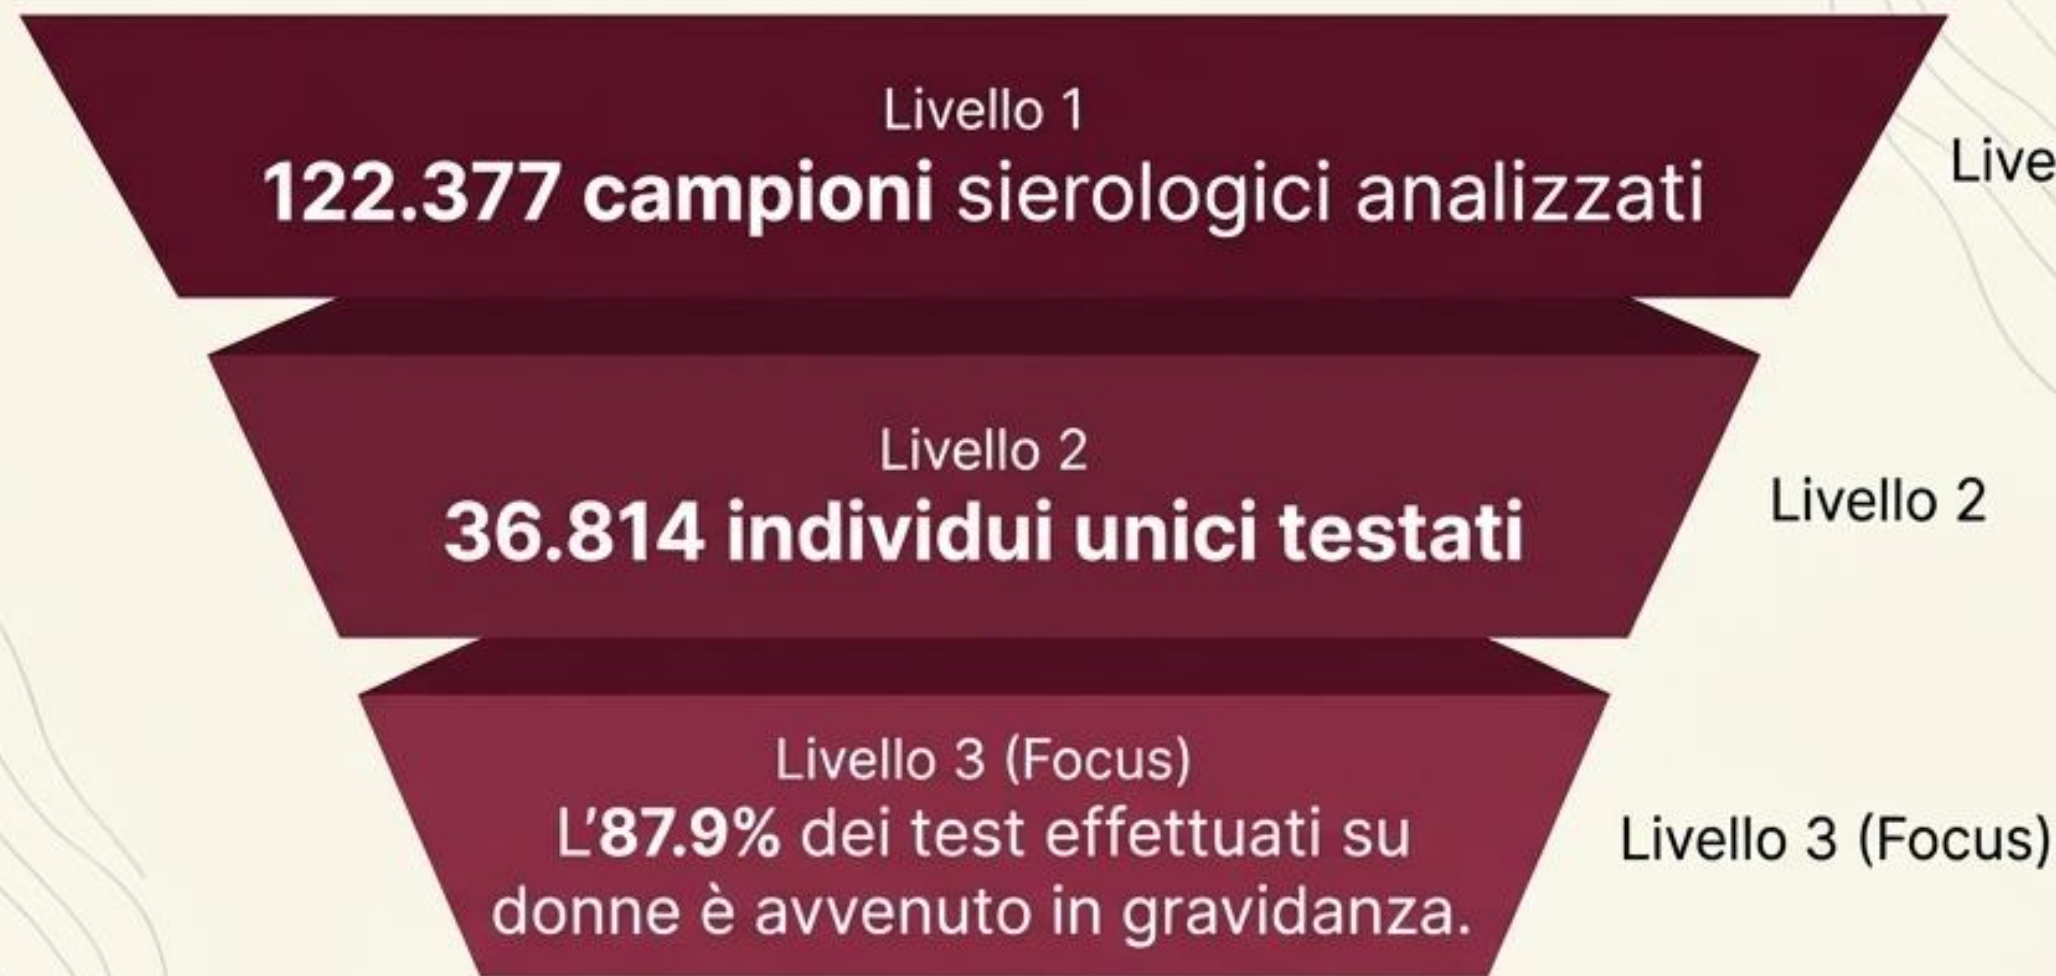 Livello 1
122.377 campioni sierologici analizzati
Live
Livello 2
36.814 individui unici testati
Livello 2
Livello 3 (Focus)
L'87.9% dei test effettuati su
donne è avvenuto in gravidanza.
Livello 3 (Focus)